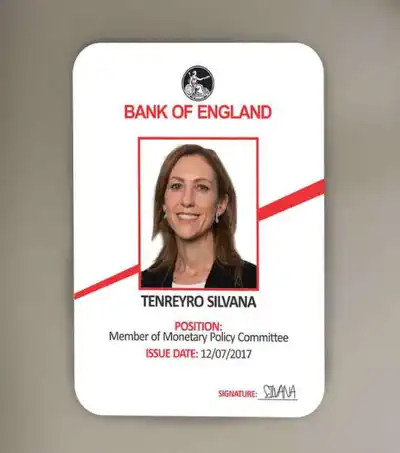 BANK OF ENGLAND
TENREYRO SILVANA
POSITION:
Member of Monetary Policy Committee
ISSUE DATE: 12/07/2017
SIGNATURE: SILVANA